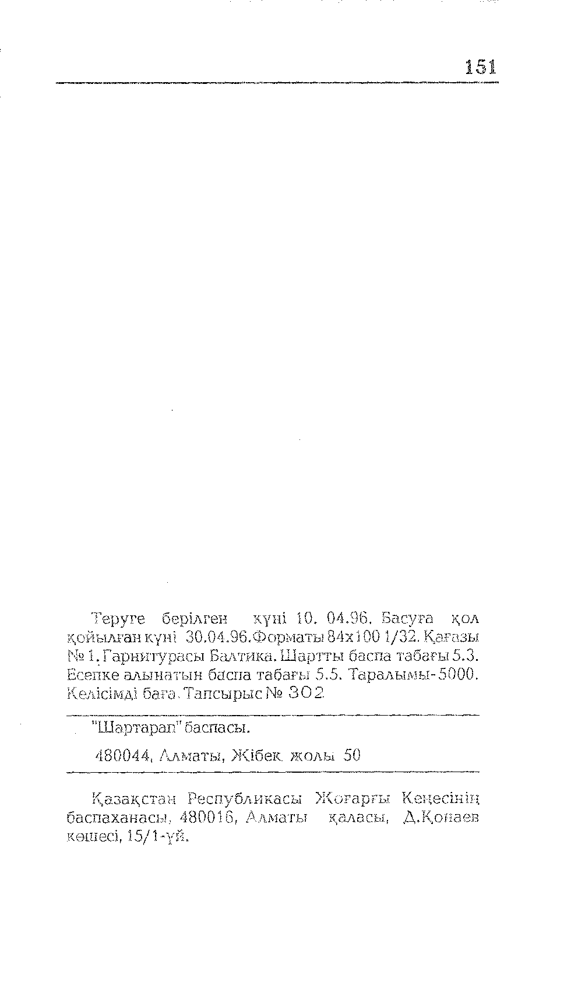 151
Теруге берілген күні 10. 04.96. Басуға қол
қойылған күні 30.04.96.Форматы 84х100 1/32. Қағазы
№ 1. Гарнитурасы Балтика. Шартты баспа табағы 5.3.
Есепке алынатын баспа табағы 5.5. Таралымы-5000.
Келісімді баға. Тапсырыс № 302
"Шартарап" баспасы.
480044, Алматы, Жібек жолы 50
Қазақстан Республикасы Жоғарғы Кеңесінің
баспаханасы, 480016, Алматы қаласы, Д.Қонаев
көшесі, 15/1-үй.